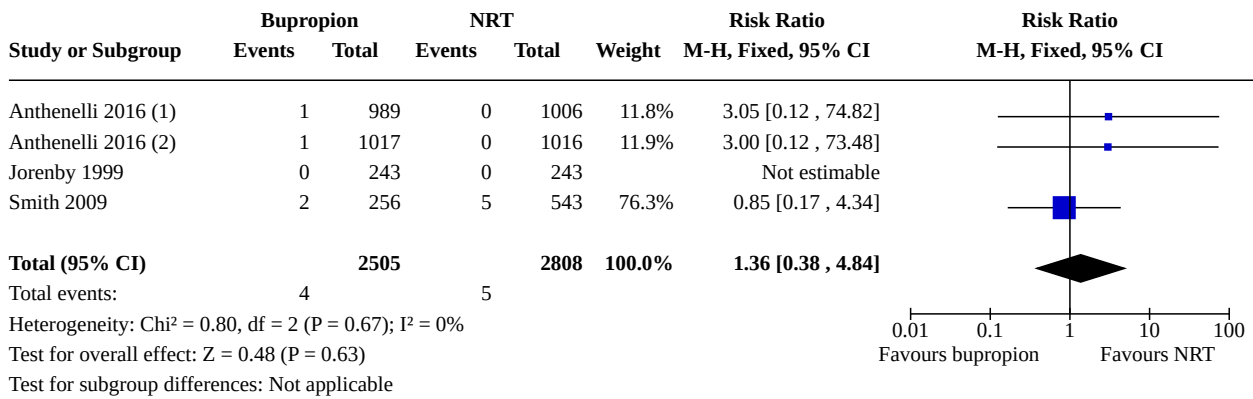 Bupropion NRT Risk Ratio Risk Ratio
Study or Subgroup Events Total Events Total Weight M-H, Fixed, 95% CI M-H, Fixed, 95% CI
Anthenelli 2016 (1) 1 989 0 1006 11.8% 3.05 [0.12 , 74.82]
Anthenelli 2016 (2) 1 1017 0 1016 11.9% 3.00 [0.12 , 73.48]
Jorenby 1999 0 243 0 243 Not estimable
Smith 2009 2 256 5 543 76.3% 0.85 [0.17 , 4.34]
Total (95% CI) 2505 2808 100.0% 1.36 [0.38 , 4.84]
Total events: 4 5
Heterogeneity: Chi² = 0.80, df = 2 (P = 0.67); I² = 0%
0.01 0.1 1 10 100
Test for overall effect: Z = 0.48 (P = 0.63)
Favours bupropion Favours NRT
Test for subgroup differences: Not applicable